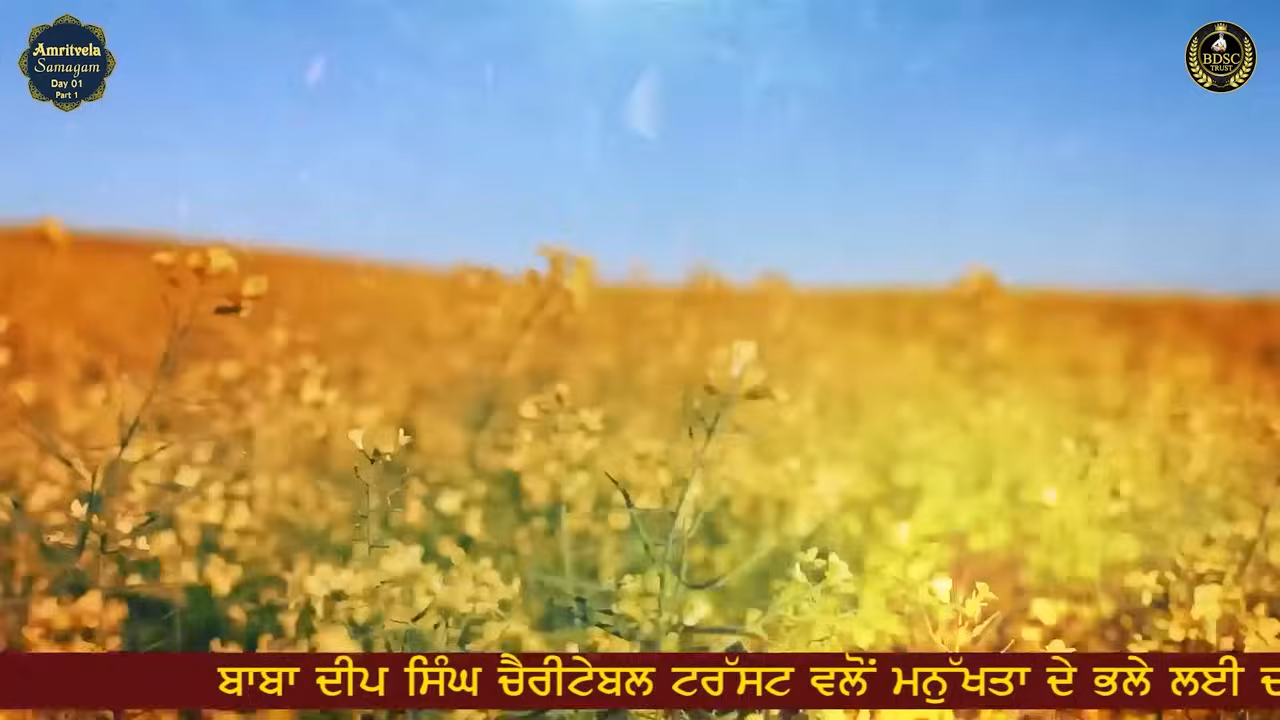 Amritvela
Samagam
Day 01
Part 1
BDSC
TRUST
ਬਾਬਾ ਦੀਪ ਸਿੰਘ ਚੈਰੀਟੇਬਲ ਟਰੱਸਟ ਵਲੋਂ ਮਨੁੱਖਤਾ ਦੇ ਭਲੇ ਲਈ